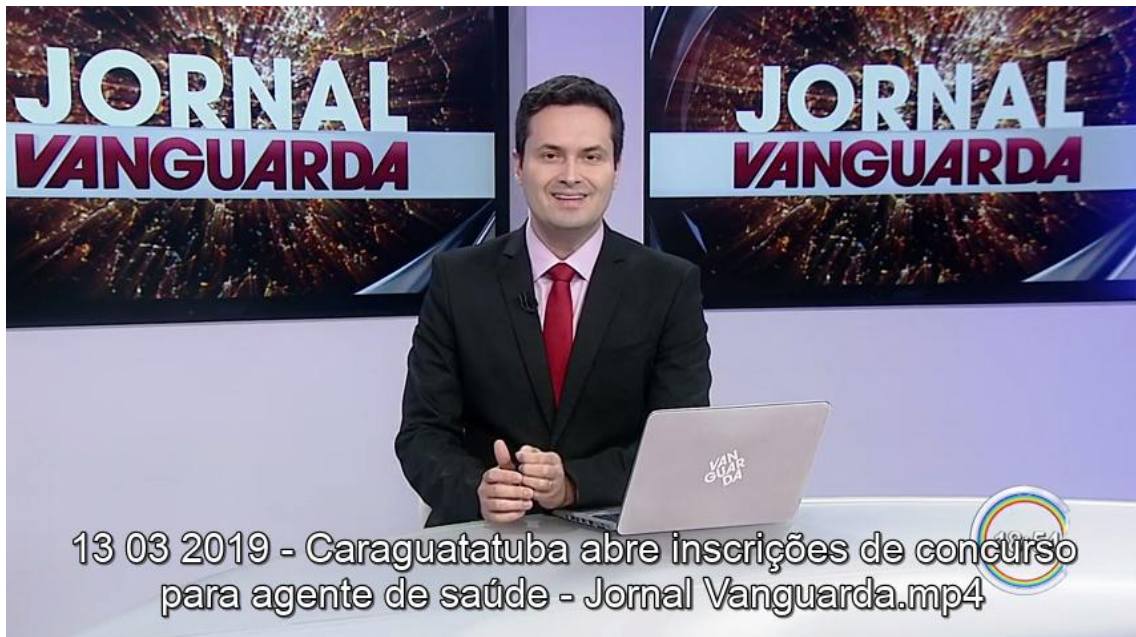 JORNAL
VANGUARDA
JORNAL
VANGUARDA
VAN
GUAR
DA
13 03 2019 - Caraguatatuba abre inscrições de concurso
para agente de saúde - Jornal Vanguarda.mp4